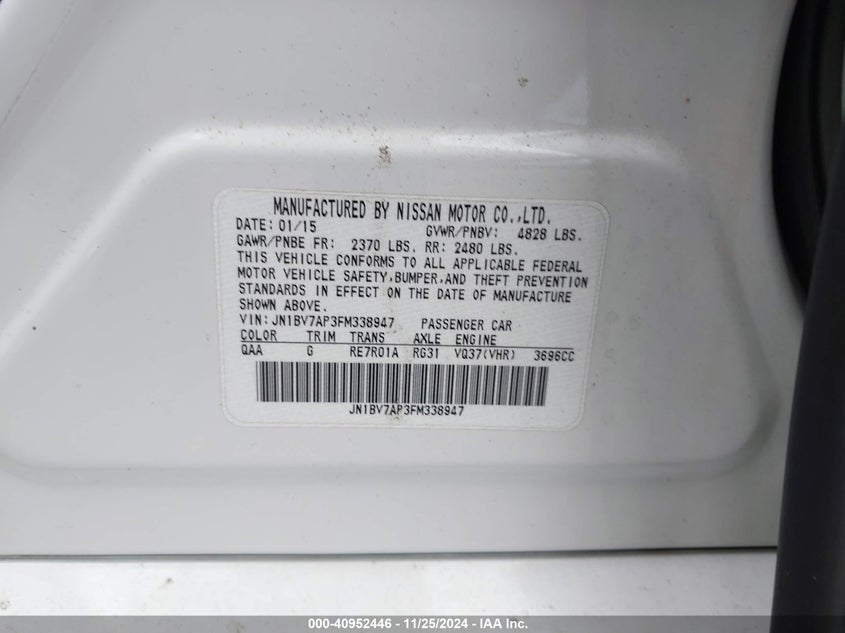 MANUFACTURED BY NISSAN MOTOR CO.,LTD.
DATE: 01/15 GVWR/PNBV: 4828 LBS.
GAWR/PNBE FR: 2370 LBS. RR: 2480 LBS.
THIS VEHICLE CONFORMS TO ALL APPLICABLE FEDERAL
MOTOR VEHICLE SAFETY,BUMPER,AND THEFT PREVENTION
STANDARDS IN EFFECT ON THE DATE OF MANUFACTURE
SHOWN ABOVE.
VIN: JN1BV7AP3FM338947 PASSENGER CAR
COLOR TRIM TRANS AXLE ENGINE
QAA G RE7R01A RG31 VQ37(VHR) 3696CC
JN1BV7AP3FM338947
000-40952446 - 11/25/2024 - IAA Inc.